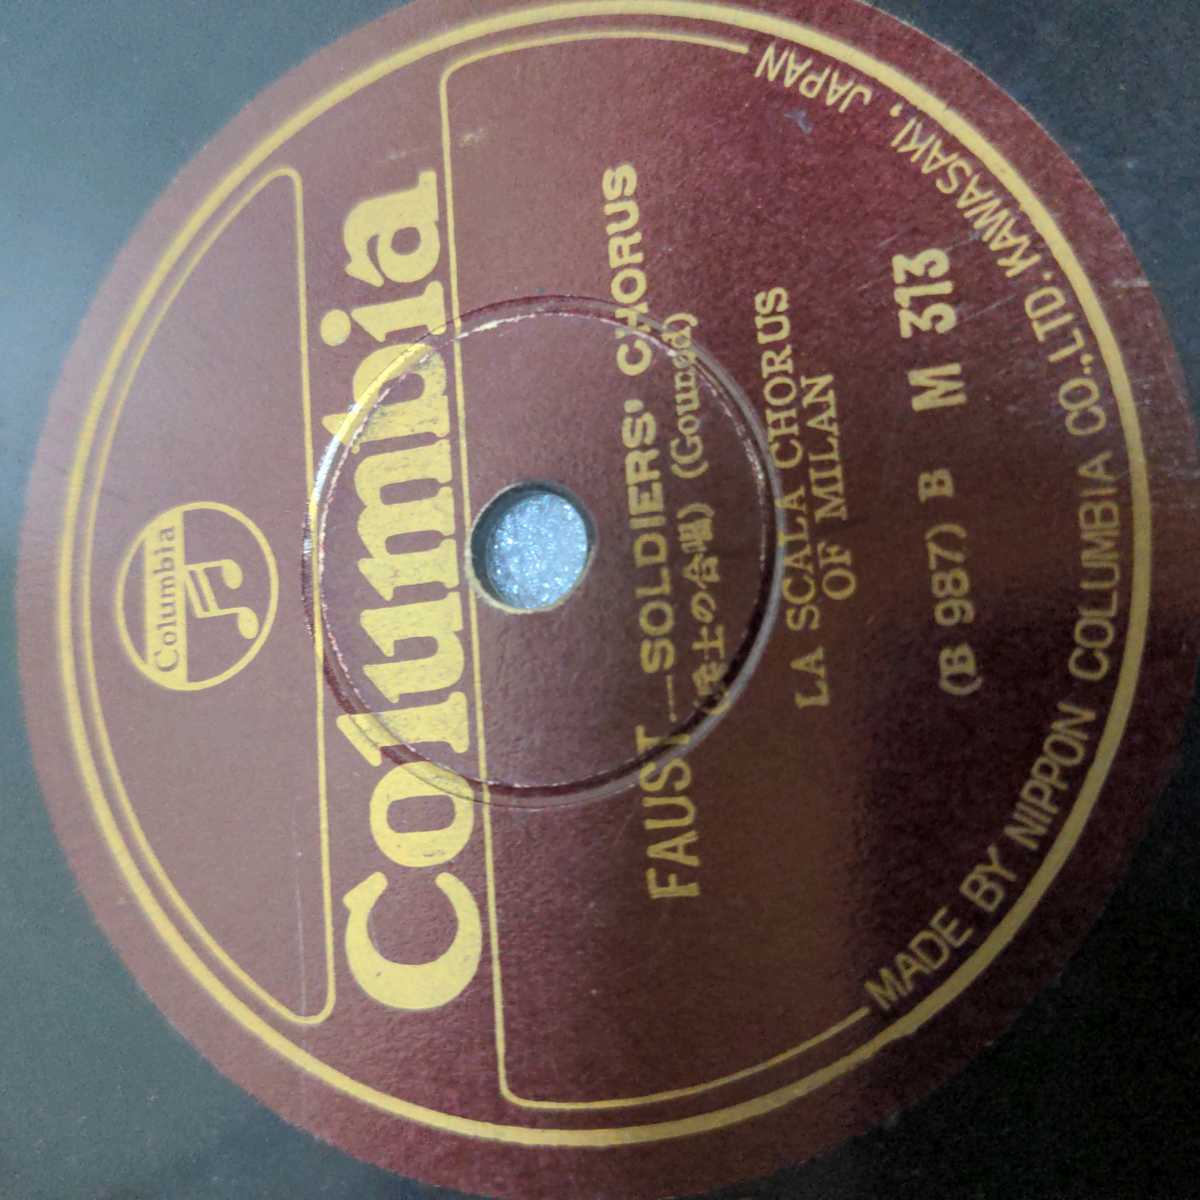 Columbia
Columbia
FAUST—SOLDIERS' CHORUS
(兵士の合唱) (Gounod)
LA SCALA CHORUS
OF MILAN
(B 987) B M 313
MADE BY NIPPON COLUMBIA CO., LTD. KAWASAKI, JAPAN